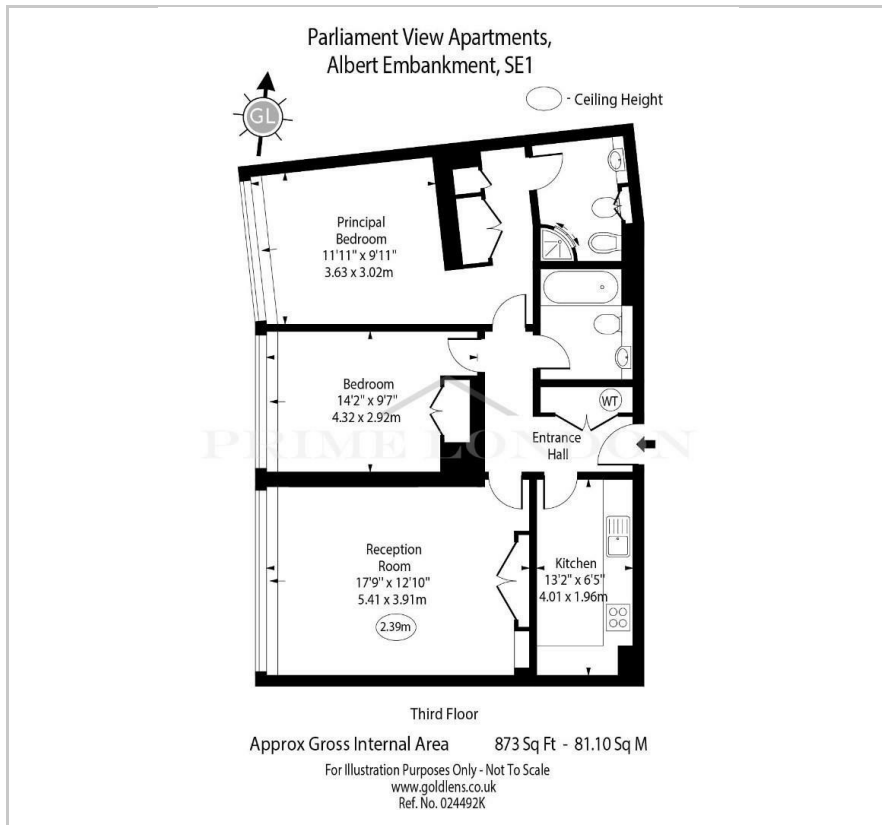 Parliament View Apartments,
Albert Embankment, SE1
GL
- Ceiling Height
Principal
Bedroom
11'11" x 9'11"
3.63 x 3.02m
Bedroom
14'2" x 9'7"
4.32 x 2.92m
WT
PRIME LONDON
Entrance
Hall
Reception
Room
17'9" x 12'10"
5.41 x 3.91m
2.39m
Kitchen
13'2" x 6'5"
4.01 x 1.96m
Third Floor
Approx Gross Internal Area 873 Sq Ft - 81.10 Sq M
For Illustration Purposes Only - Not To Scale
www.goldlens.co.uk
Ref. No. 024492K